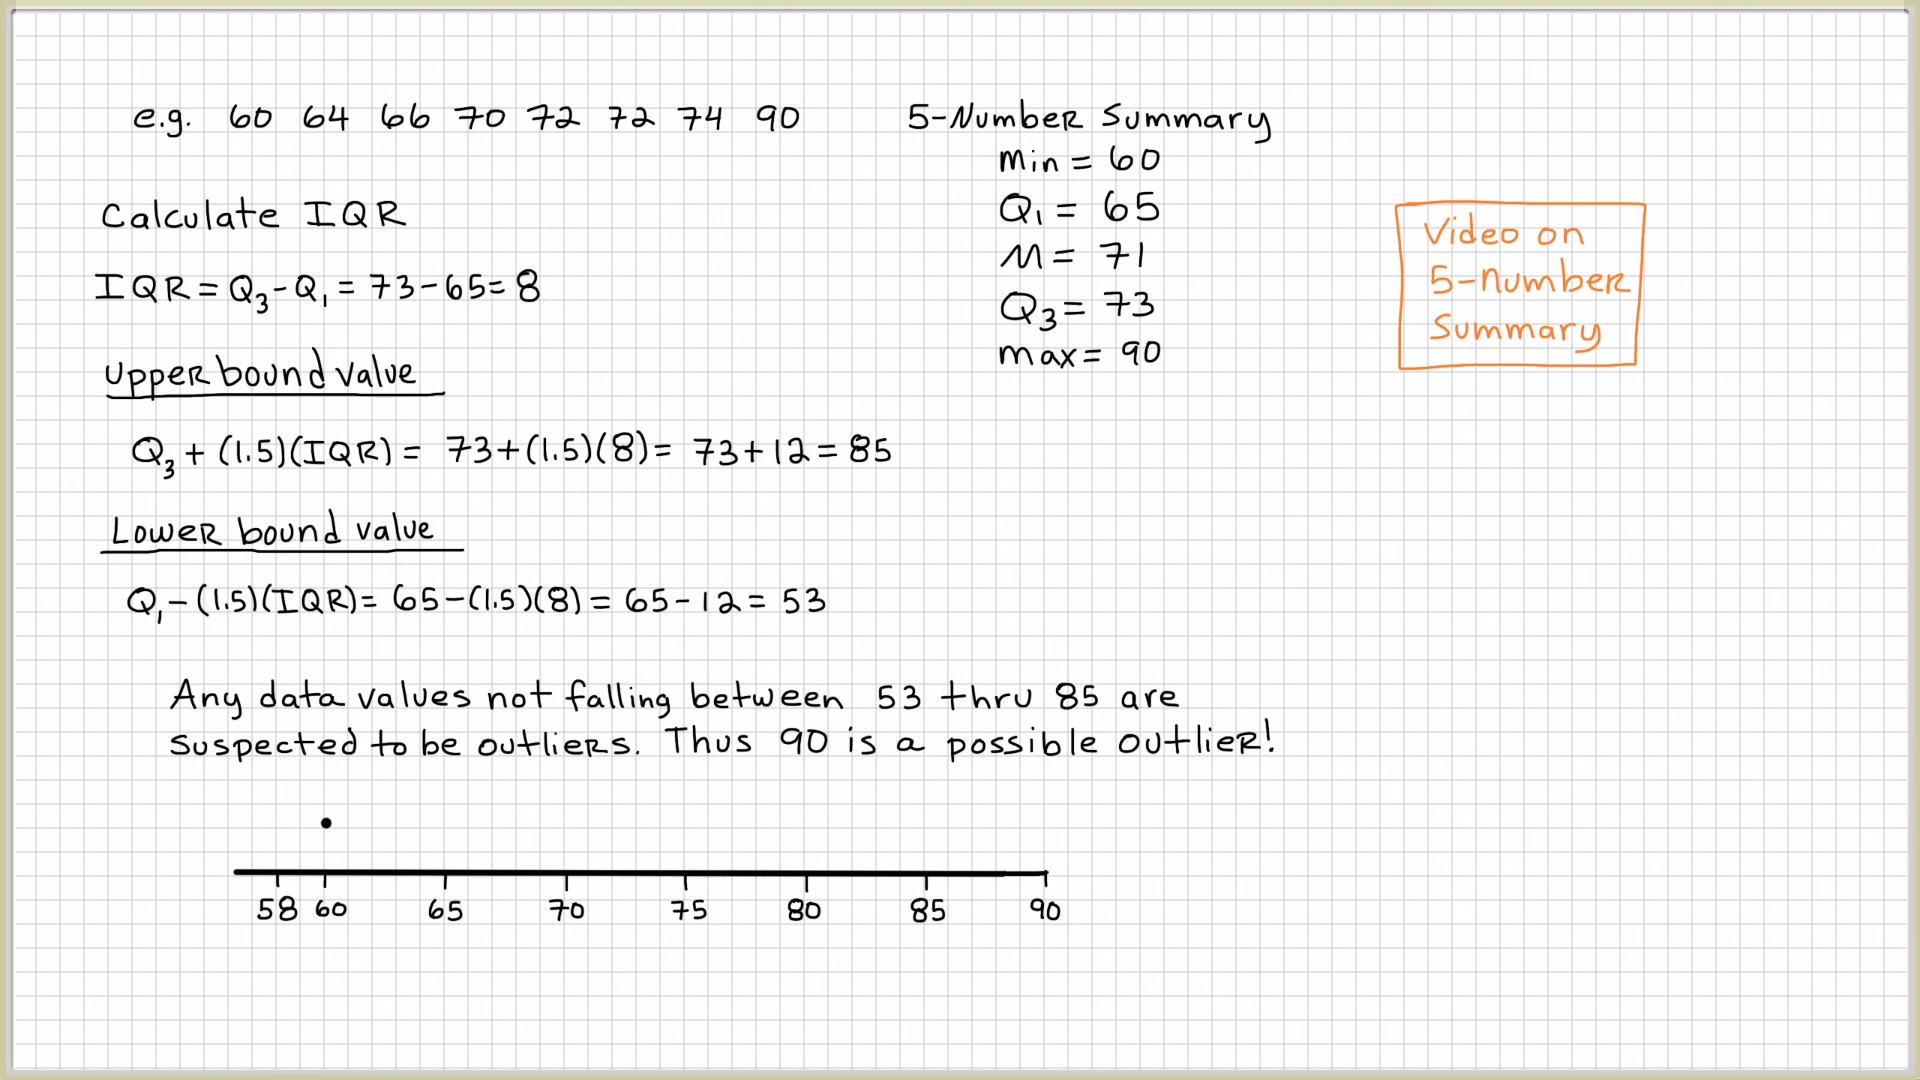 e.g. 60 64 66 70 72 72 74 90
5-Number Summary
min = 60
Q₁ = 65
M = 71
Q₃ = 73
max = 90
Video on
5-number
Summary
Calculate IQR
IQR = Q₃ - Q₁ = 73 - 65 = 8
Upper bound value
Q₃ + (1.5)(IQR) = 73 + (1.5)(8) = 73 + 12 = 85
Lower bound value
Q₁ - (1.5)(IQR) = 65 - (1.5)(8) = 65 - 12 = 53
Any data values not falling between 53 thru 85 are
suspected to be outliers. Thus 90 is a possible outlier!
58 60 65 70 75 80 85 90